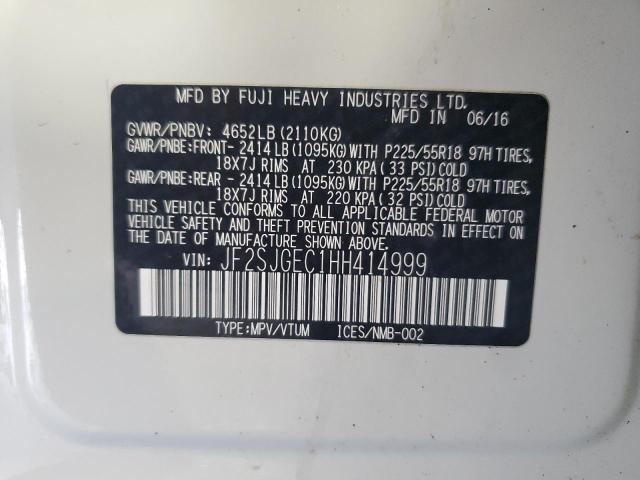 MFD BY FUJI HEAVY INDUSTRIES LTD.
MFD IN 06/16
GVWR/PNBV: 4652LB(2110KG)
GAWR/PNBE:FRONT- 2414LB(1095KG)WITH P225/55R18 97H TIRES,
18X7J RIMS AT 230 KPA(33 PSI)COLD
GAWR/PNBE:REAR - 2414LB(1095KG)WITH P225/55R18 97H TIRES,
18X7J RIMS AT 220 KPA(32 PSI)COLD
THIS VEHICLE CONFORMS TO ALL APPLICABLE FEDERAL MOTOR
VEHICLE SAFETY AND THEFT PREVENTION STANDARDS IN EFFECT
ON THE DATE OF MANUFACTURE SHOWN ABOVE.
VIN: JF2SJGEC1HH414999
TYPE:MPV/VTUM ICES/NMB-002